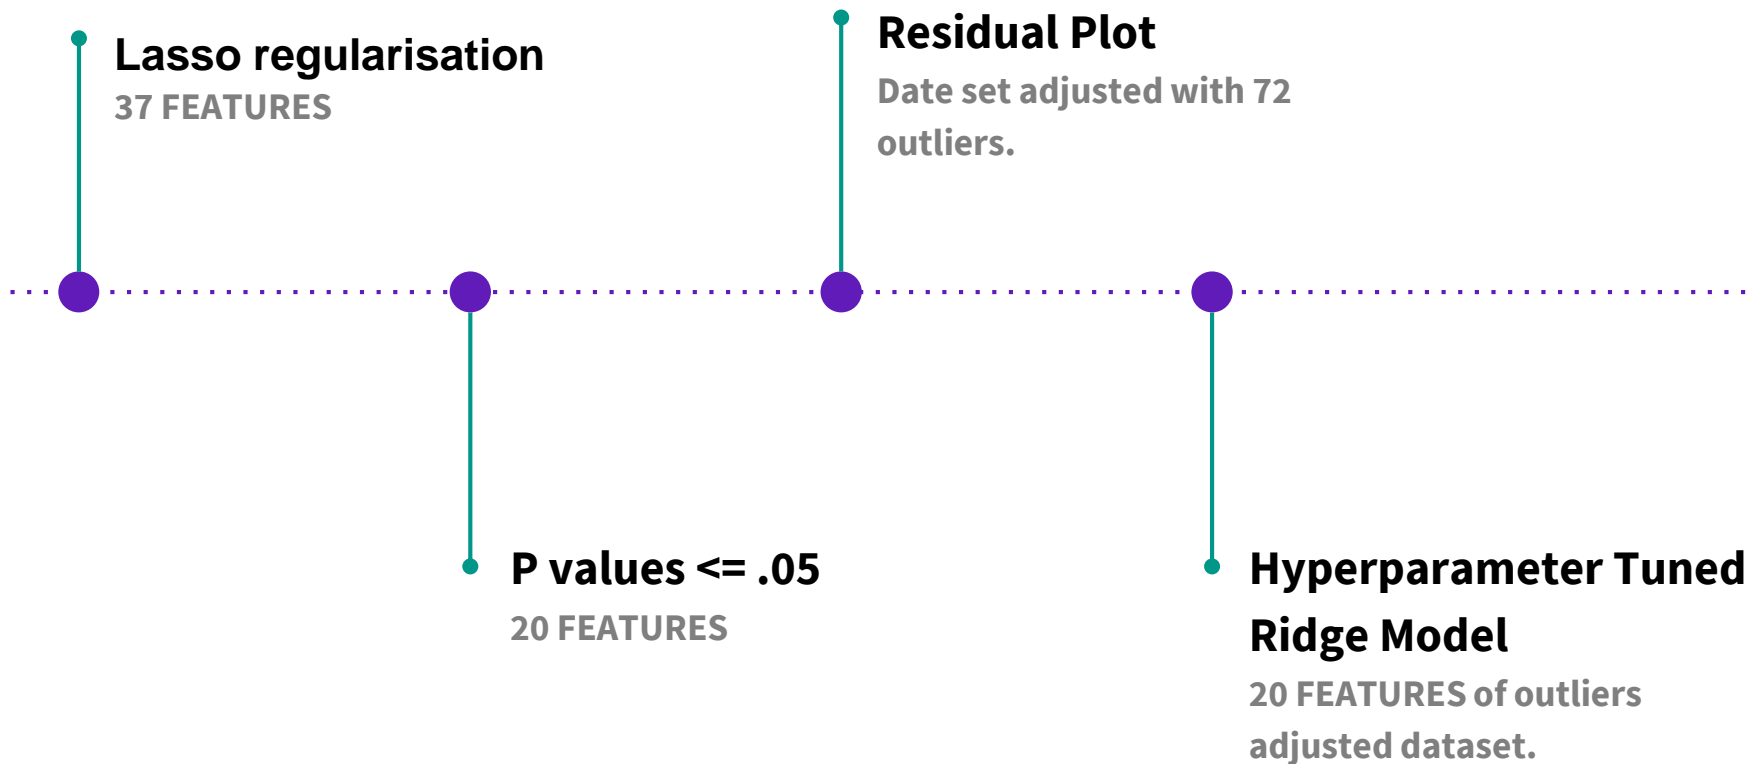 Lasso regularisation
37 FEATURES
P values <= .05
20 FEATURES
Residual Plot
Date set adjusted with 72
outliers.
Hyperparameter Tuned
Ridge Model
20 FEATURES of outliers
adjusted dataset.